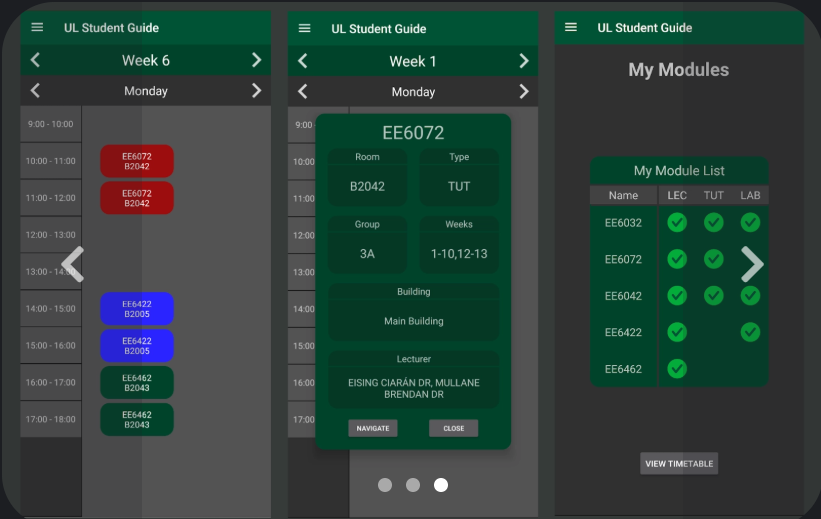 UL Student Guide
Week 6
Monday
9:00 - 10:00
10:00 - 11:00
EE6072
B2042
11:00 - 12:00
EE6072
B2042
12:00 - 13:00
13:00 - 14:00
14:00 - 15:00
EE6422
B2005
15:00 - 16:00
EE6422
B2005
16:00 - 17:00
EE6462
B2043
17:00 - 18:00
EE6462
B2043
UL Student Guide
Week 1
Monday
9:00
10:00
11:00
12:00
13:00
14:00
15:00
16:00
17:00
EE6072
Room
Type
B2042
TUT
Group
Weeks
3A
1-10,12-13
Building
Main Building
Lecturer
EISING CIARÁN DR, MULLANE
BRENDAN DR
NAVIGATE
CLOSE
UL Student Guide
My Modules
My Module List
Name LEC TUT LAB
EE6032
EE6072
EE6042
EE6422
EE6462
VIEW TIMETABLE